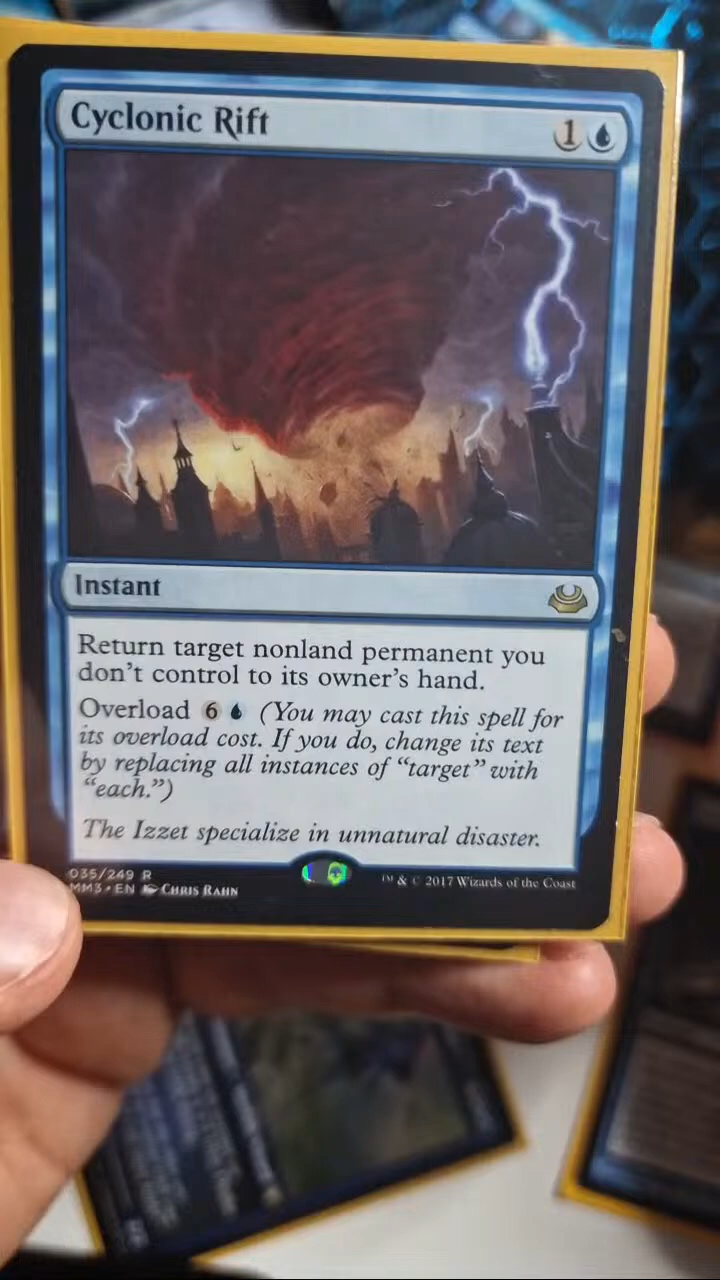 Cyclonic Rift 1
Instant
Return target nonland permanent you
don't control to its owner's hand.
Overload 6 (You may cast this spell for
its overload cost. If you do, change its text
by replacing all instances of “target” with
“each.”)
The Izzet specialize in unnatural disaster.
035/249 R
MM3 • EN Chris Rahn
™ & © 2017 Wizards of the Coast